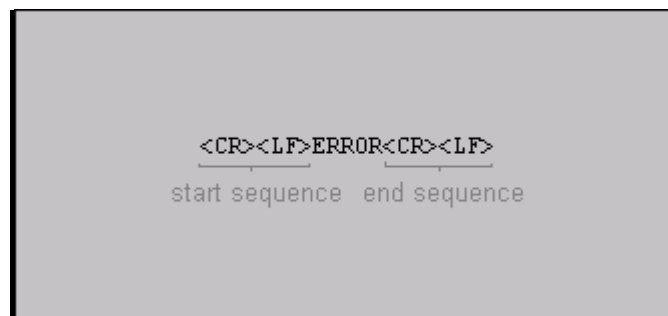 <CR><LF>ERROR<CR><LF>
start sequence end sequence